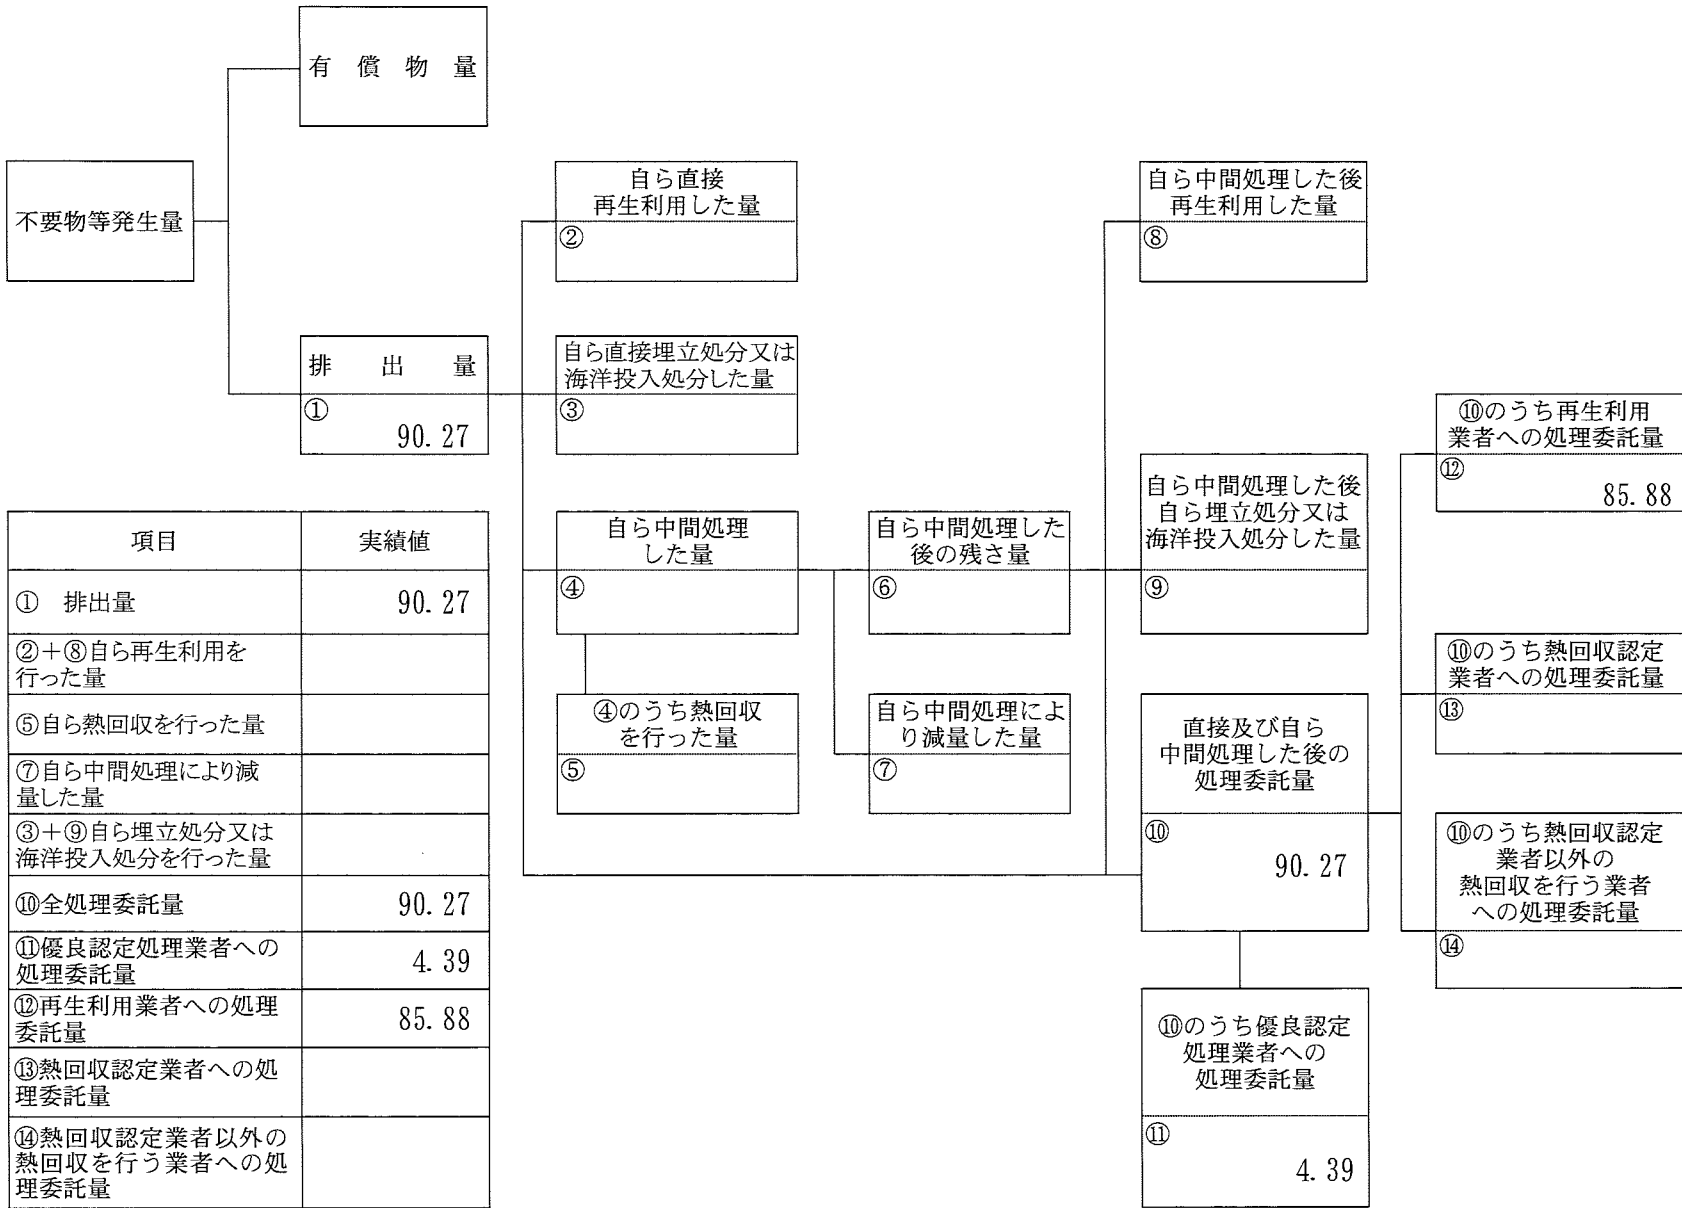 有償物量
不要物等発生量
排出量
①
90.27
自ら直接
再生利用した量
②
自ら直接埋立処分又は
海洋投入処分した量
③
自ら中間処理
した量
④
④のうち熱回収
を行った量
⑤
自ら中間処理した
後の残さ量
⑥
自ら中間処理によ
り減量した量
⑦
自ら中間処理した後
再生利用した量
⑧
自ら中間処理した後
自ら埋立処分又は
海洋投入処分した量
⑨
直接及び自ら
中間処理した後の
処理委託量
⑩
90.27
⑩のうち優良認定
処理業者への
処理委託量
⑪
4.39
⑩のうち再生利用
業者への処理委託量
⑫
85.88
⑩のうち熱回収認定
業者への処理委託量
⑬
⑩のうち熱回収認定
業者以外の
熱回収を行う業者
への処理委託量
⑭
項目 実績値
① 排出量 90.27
②+⑧自ら再生利用を
行った量
⑤自ら熱回収を行った量
⑦自ら中間処理により減
量した量
③+⑨自ら埋立処分又は
海洋投入処分を行った量
⑩全処理委託量 90.27
⑪優良認定処理業者への
処理委託量 4.39
⑫再生利用業者への処理
委託量 85.88
⑬熱回収認定業者への処
理委託量
⑭熱回収認定業者以外の
熱回収を行う業者への処
理委託量